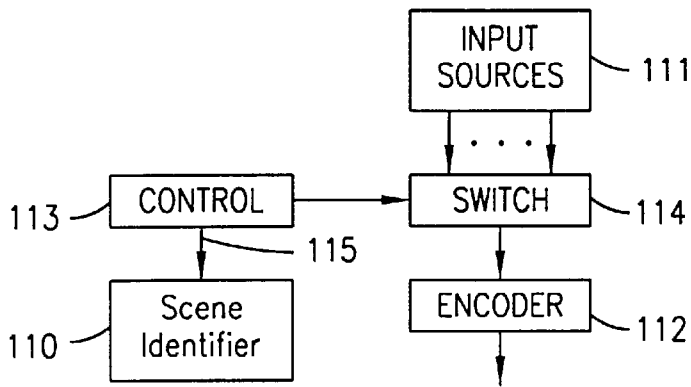 INPUT
SOURCES
111
CONTROL
113
SWITCH
114
115
Scene
Identifier
110
ENCODER
112